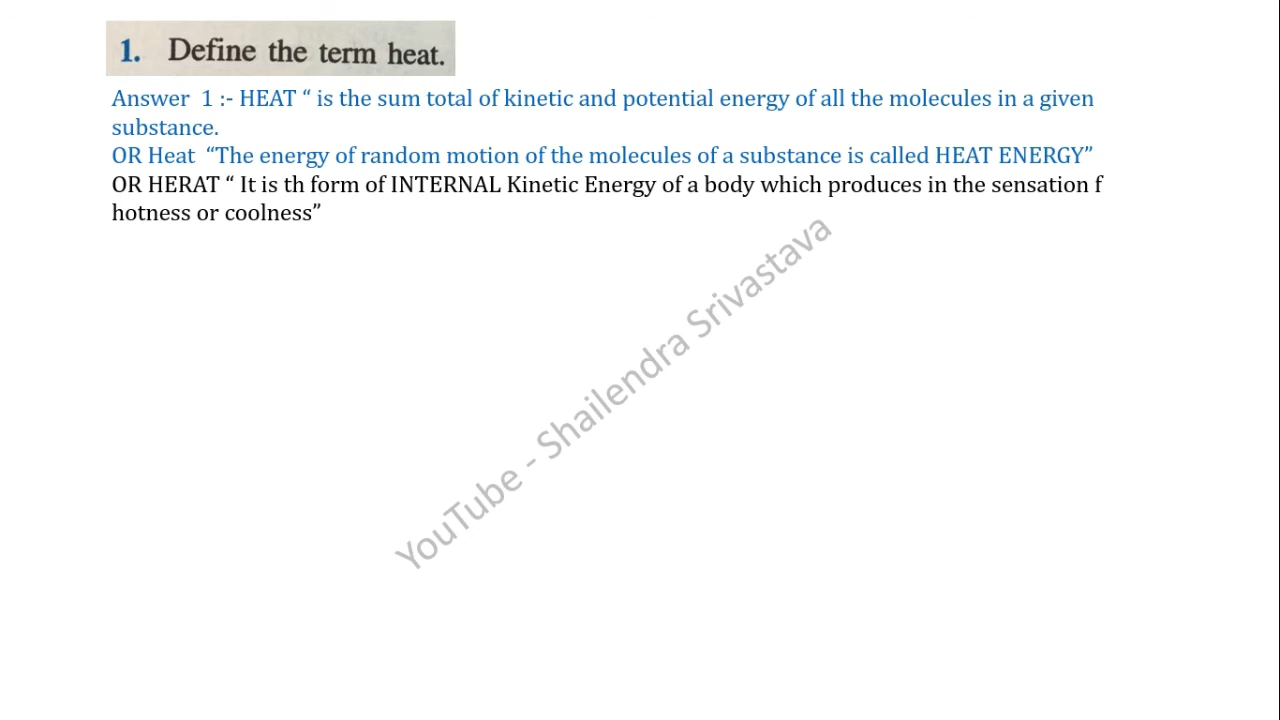 1. Define the term heat.
Answer 1 :- HEAT “ is the sum total of kinetic and potential energy of all the molecules in a given
substance.
OR Heat “The energy of random motion of the molecules of a substance is called HEAT ENERGY”
OR HERAT “ It is th form of INTERNAL Kinetic Energy of a body which produces in the sensation f
hotness or coolness”
YouTube - Shailendra Srivastava